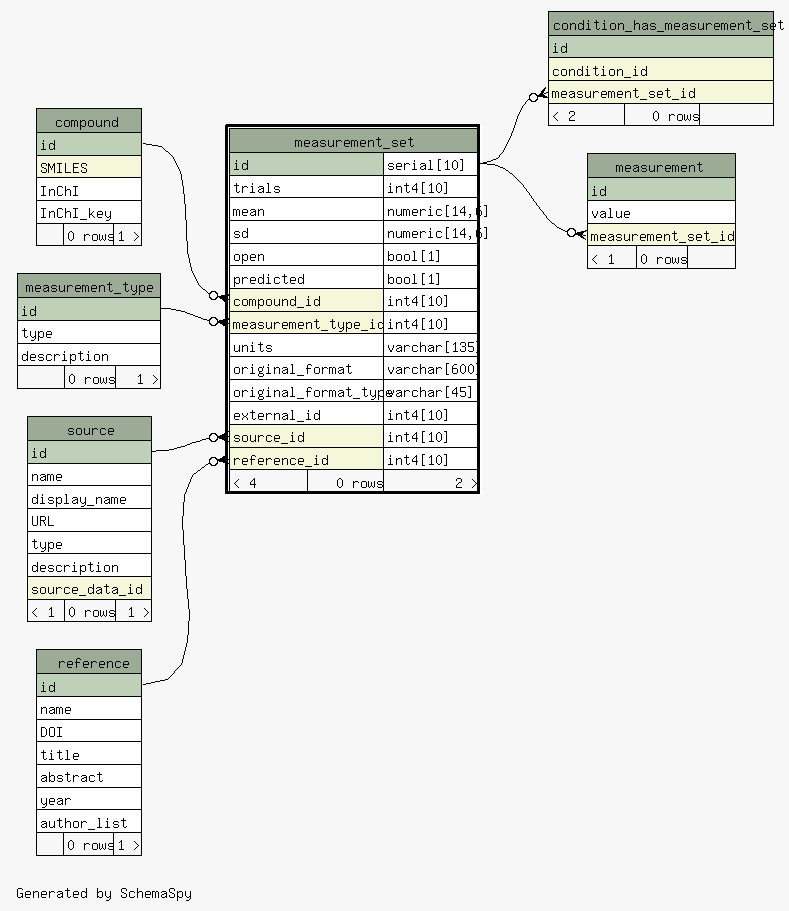 condition_has_measurement_set
id
condition_id
measurement_set_id
< 2 0 rows
compound
id
SMILES
InChI
InChI_key
0 rows 1 >
measurement_set
id serial[10]
trials int4[10]
mean numeric[14,6]
sd numeric[14,6]
open bool[1]
predicted bool[1]
compound_id int4[10]
measurement_type_id int4[10]
units varchar[135]
original_format varchar[600]
original_format_type varchar[45]
external_id int4[10]
source_id int4[10]
reference_id int4[10]
< 4 0 rows 2 >
measurement
id
value
measurement_set_id
< 1 0 rows
measurement_type
id
type
description
0 rows 1 >
source
id
name
display_name
URL
type
description
source_data_id
< 1 0 rows 1 >
reference
id
name
DOI
title
abstract
year
author_list
0 rows 1 >
Generated by SchemaSpy